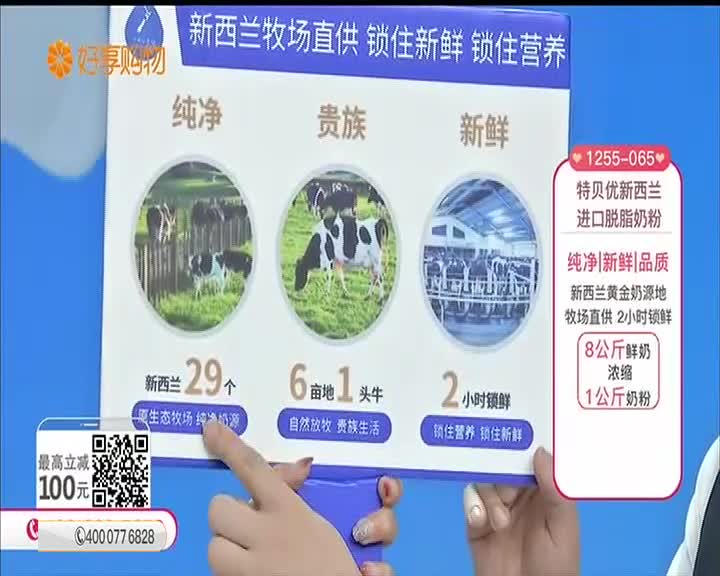 好享购物
新西兰牧场直供 锁住新鲜 锁住营养
纯净
贵族
新鲜
新西兰29个
原生态牧场 纯净奶源
6亩地1头牛
自然放牧 贵族生活
2小时锁鲜
锁住营养 锁住新鲜
1255-065
特贝优新西兰
进口脱脂奶粉
纯净|新鲜|品质
新西兰黄金奶源地
牧场直供 2小时锁鲜
8公斤鲜奶
浓缩
1公斤奶粉
最高立减
100元
400 077 6828